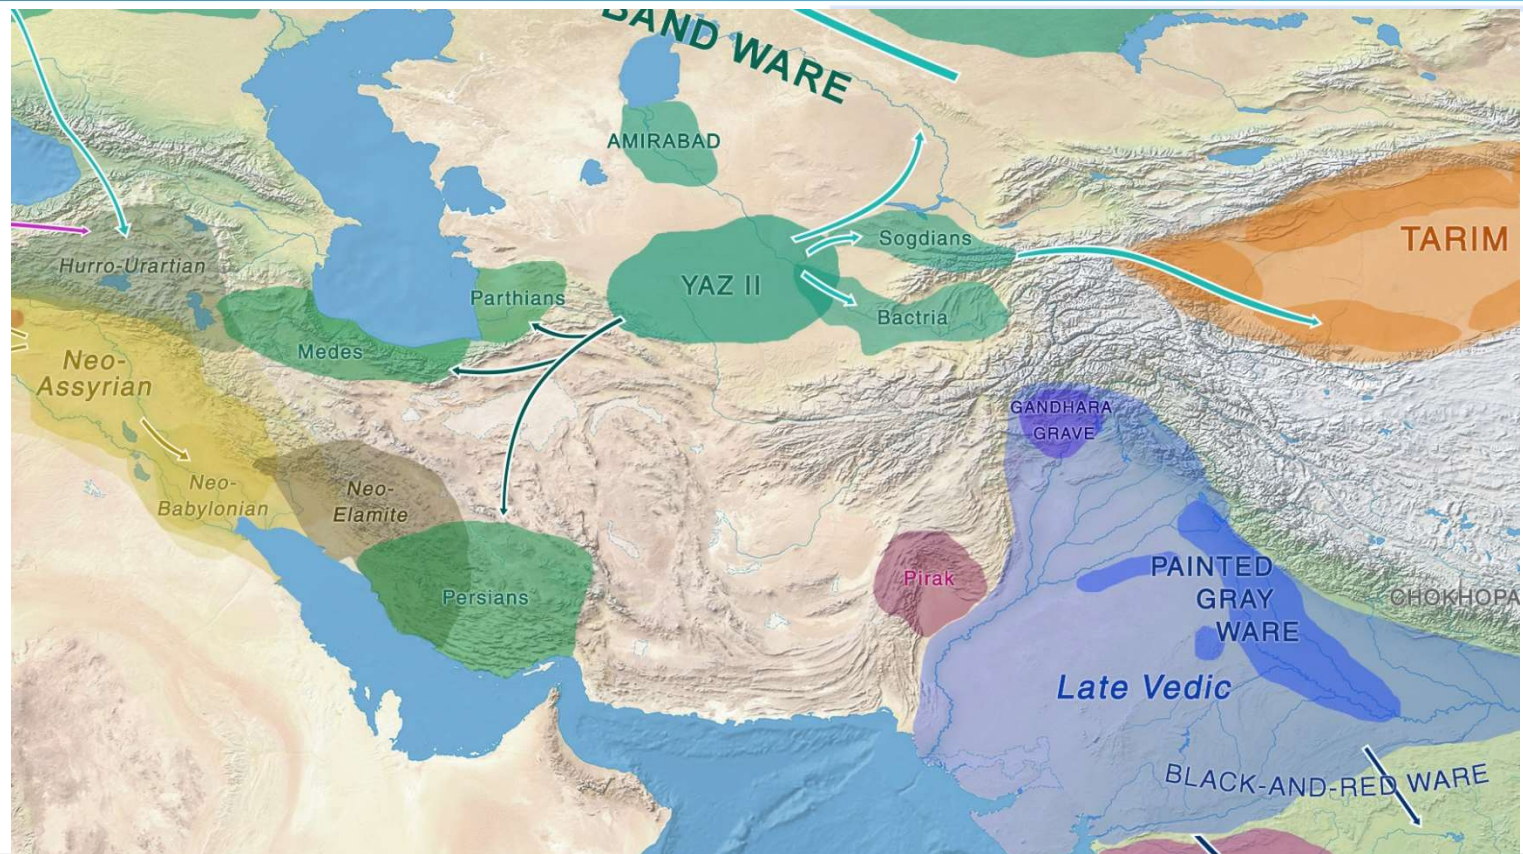 BAND WARE
AMIRABAD
TARIM
Sogdians
Hurro-Urartian
YAZ II
Parthians
Bactria
Medes
Neo-
Assyrian
GANDHARA
GRAVE
Neo-
Babylonian
Neo-
Elamite
Persians
Pirak
PAINTED
GRAY
WARE
CHOKHOPA
Late Vedic
BLACK-AND-RED WARE